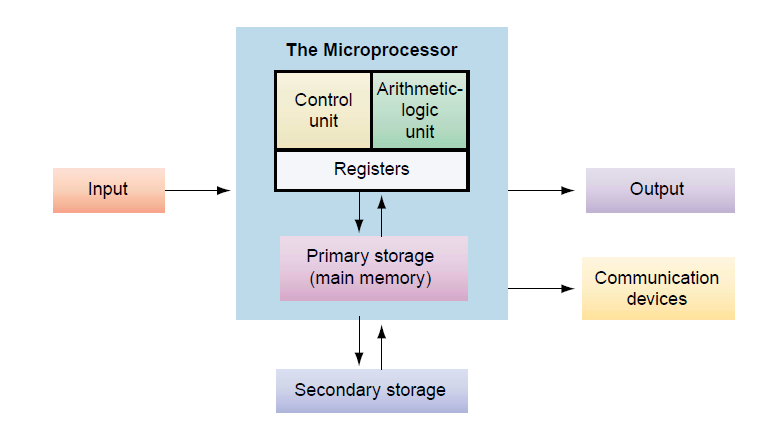 The Microprocessor
Control
unit
Arithmetic-
logic
unit
Registers
Input
Output
Primary storage
(main memory)
Communication
devices
Secondary storage